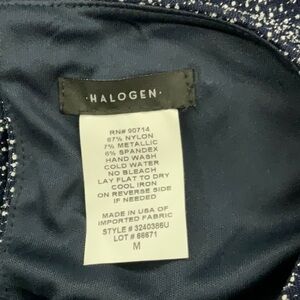 ·HALOGEN·
RN# 90714
87% NYLON
7% METALLIC
6% SPANDEX
HAND WASH
COLD WATER
NO BLEACH
LAY FLAT TO DRY
COOL IRON
ON REVERSE SIDE
IF NEEDED
MADE IN USA OF
IMPORTED FABRIC
STYLE # 3240386U
LOT # 66671
M